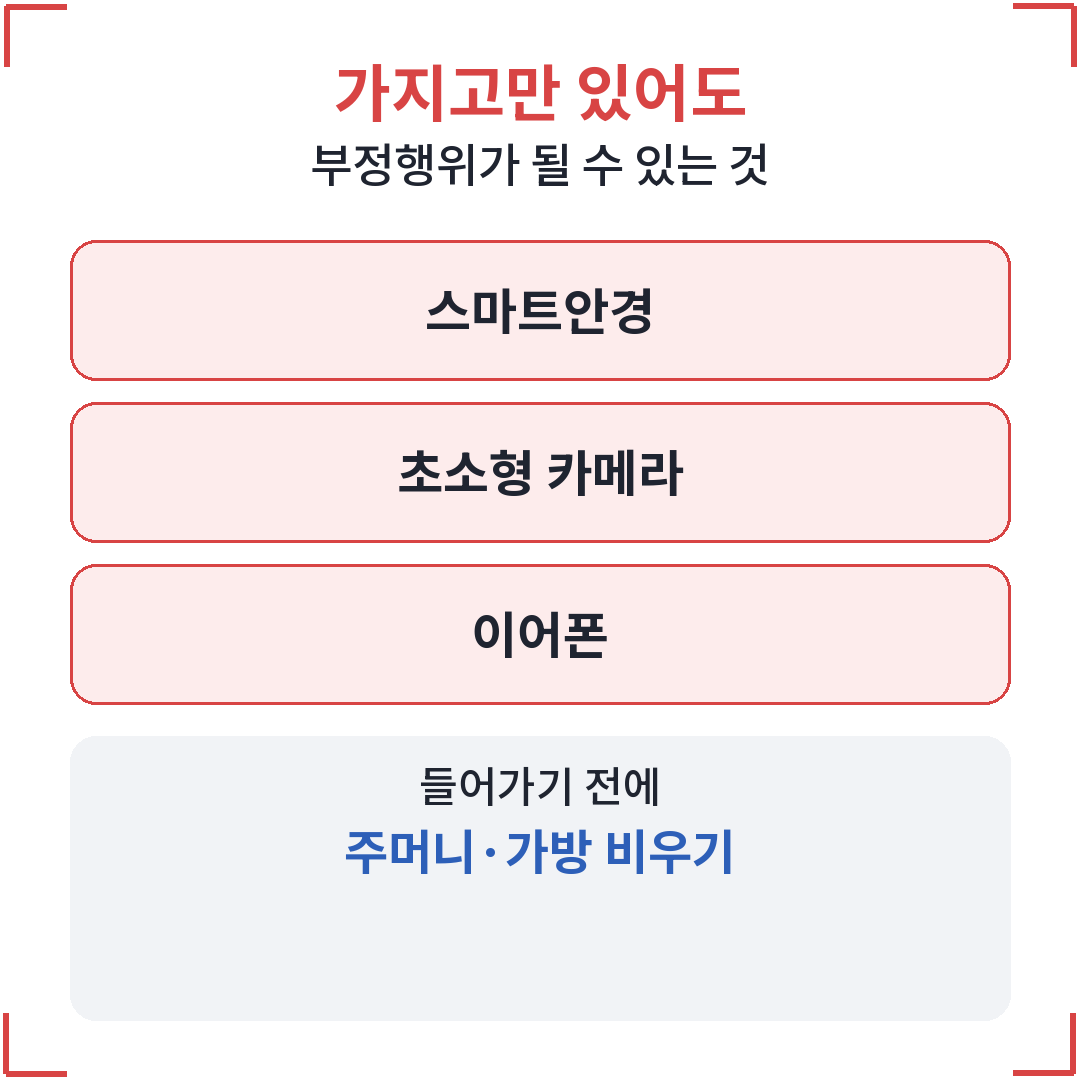 가지고만 있어도
부정행위가 될 수 있는 것
스마트안경
초소형 카메라
이어폰
들어가기 전에
주머니·가방 비우기